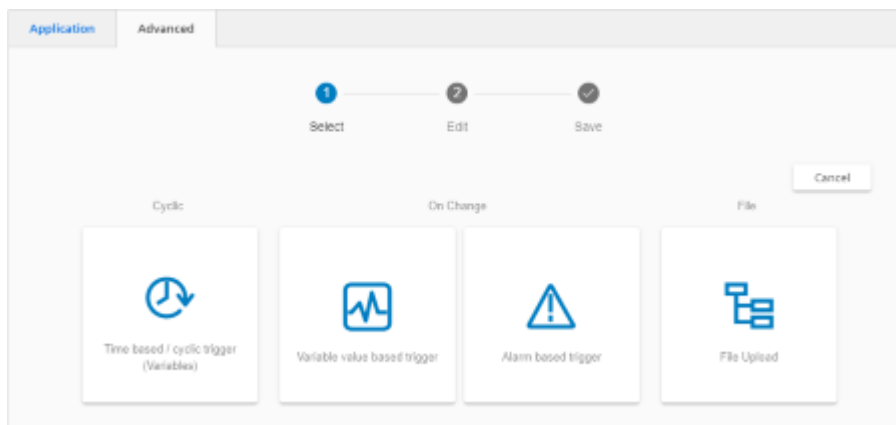 Application Advanced
1 2
Select Edit Save
Cancel
Cyclic On Change File
Time based / cyclic trigger
(Variables)
Variable value based trigger
Alarm based trigger
File Upload